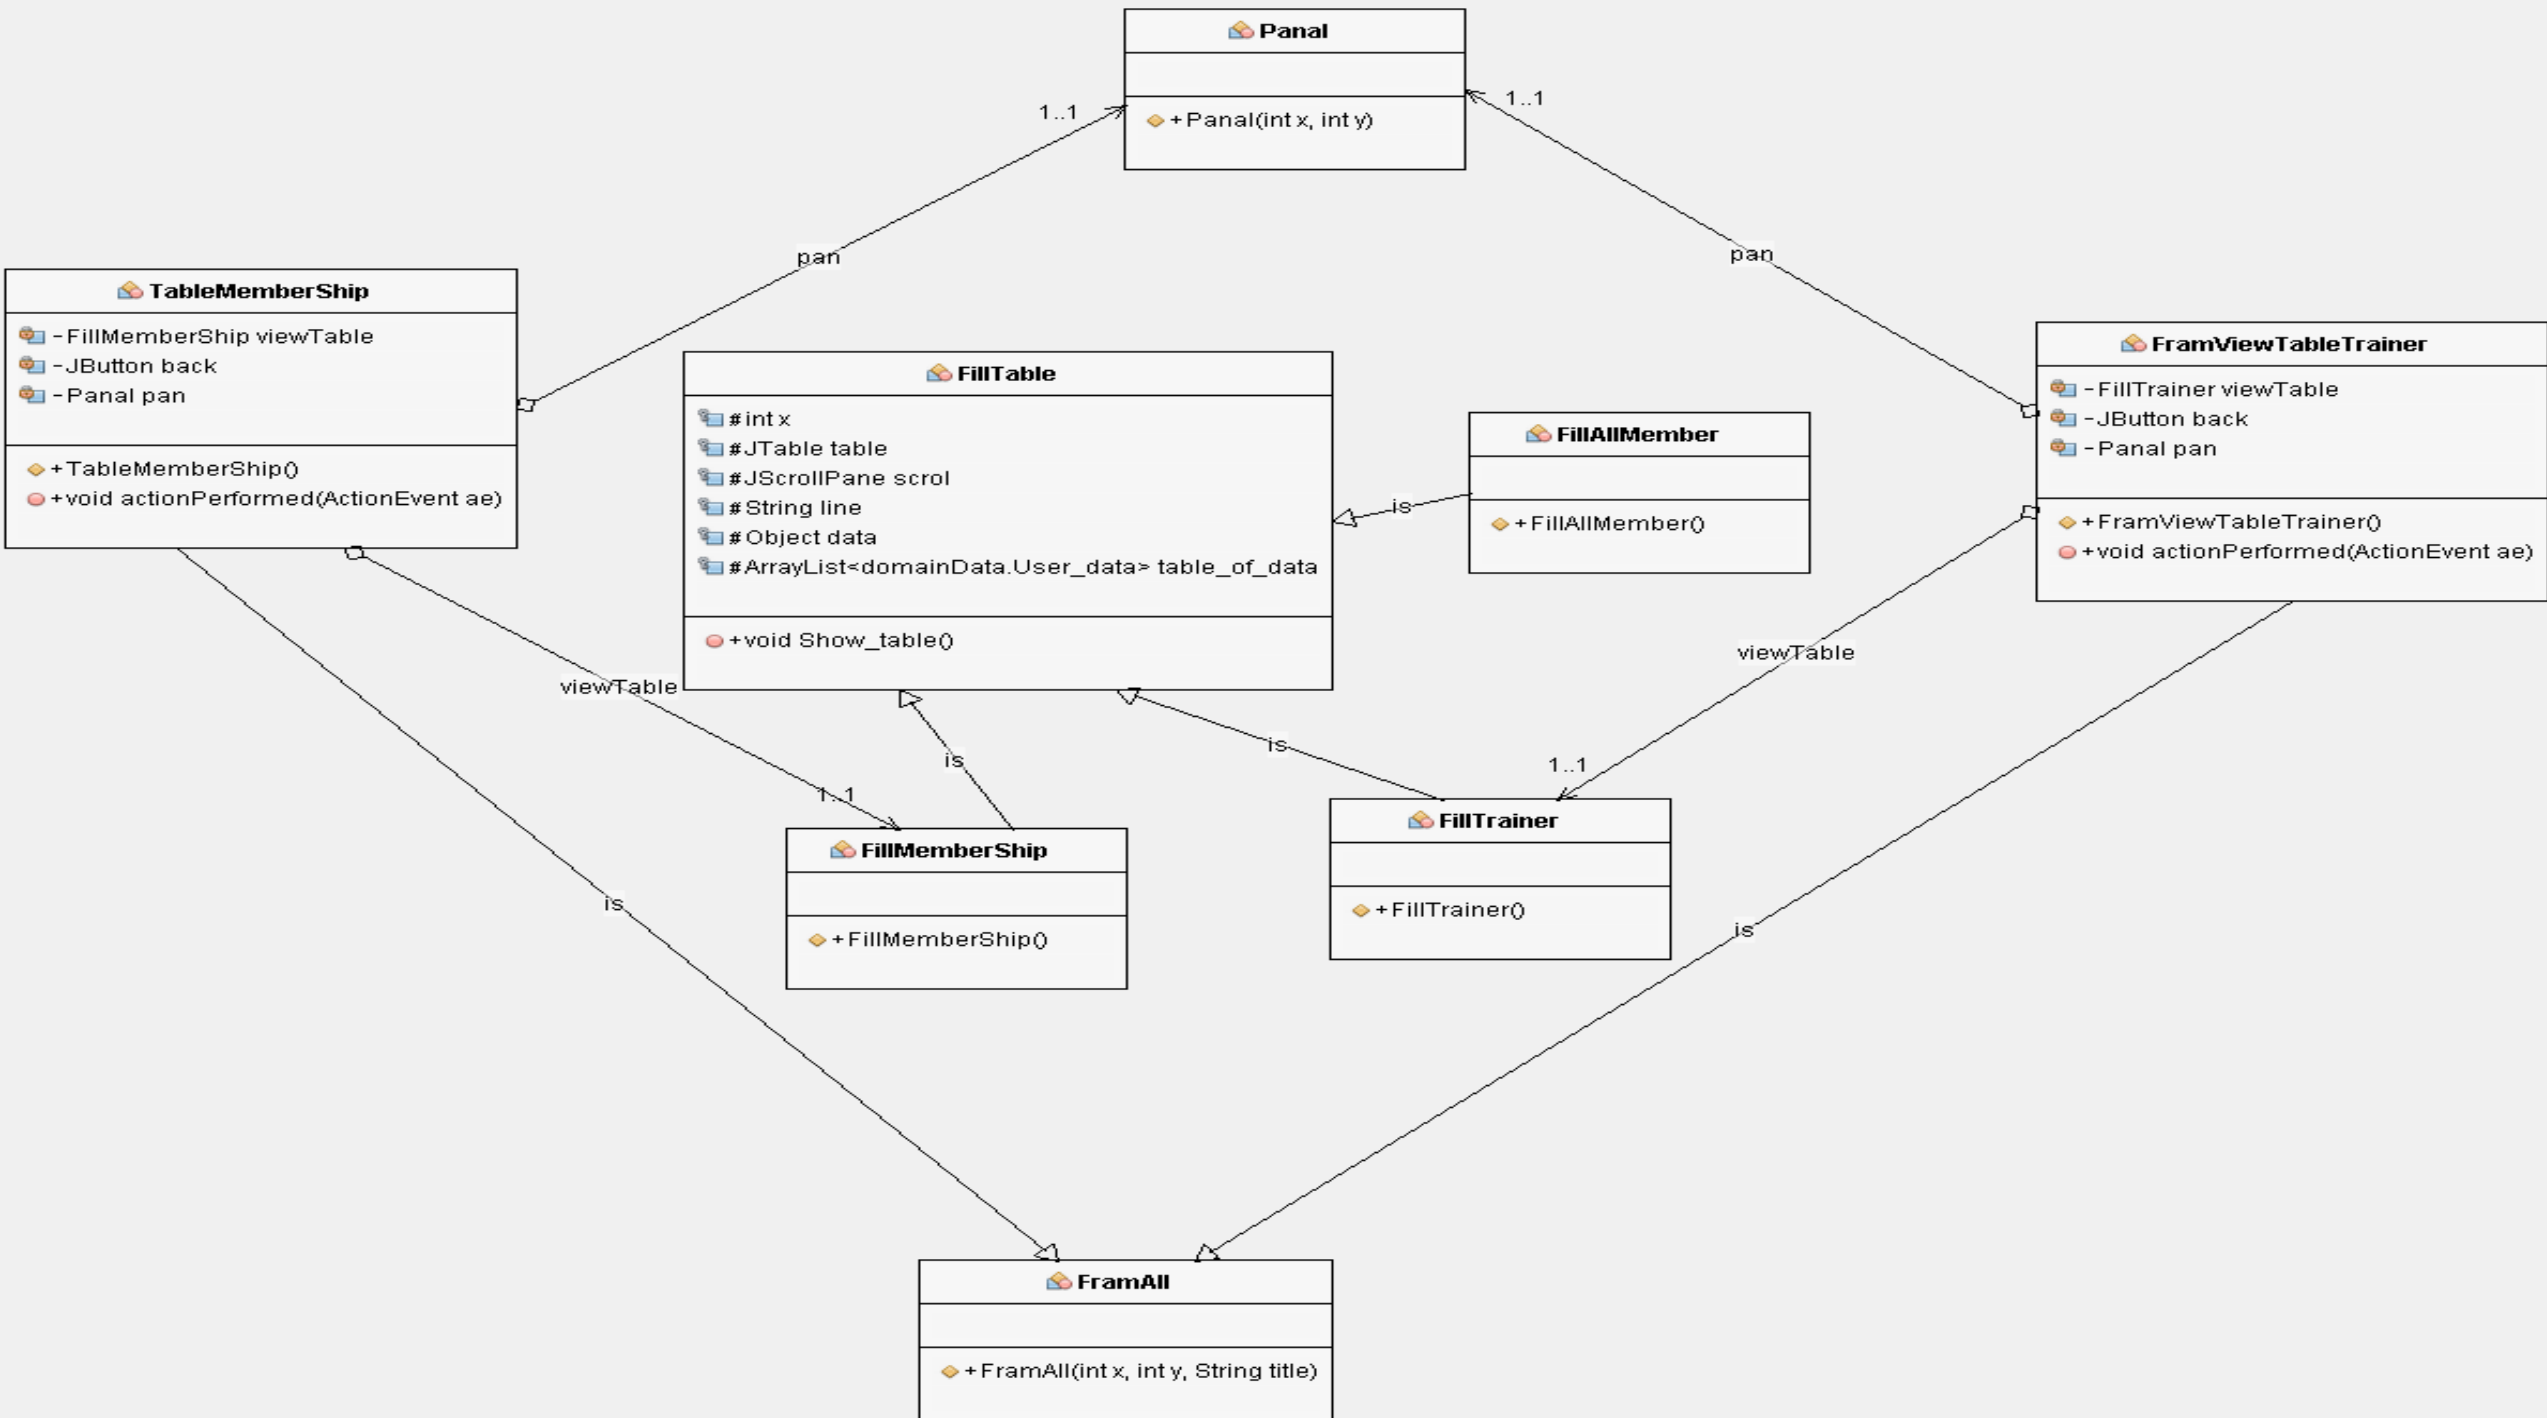 Panal
+Panal(int x, int y)
1..1
1..1
pan
pan
TableMemberShip
-FillMemberShip viewTable
-JButton back
-Panal pan
+TableMemberShip()
+void actionPerformed(ActionEvent ae)
FillTable
#int x
#JTable table
#JScrollPane scrol
#String line
#Object data
#ArrayList<domainData.User_data> table_of_data
+void Show_table()
is
FillAllMember
+FillAllMember()
FramViewTableTrainer
-FillTrainer viewTable
-JButton back
-Panal pan
+FramViewTableTrainer()
+void actionPerformed(ActionEvent ae)
viewTable
viewTable
is
is
1..1
1..1
FillMemberShip
+FillMemberShip()
FillTrainer
+FillTrainer()
is
is
FramAll
+FramAll(int x, int y, String title)